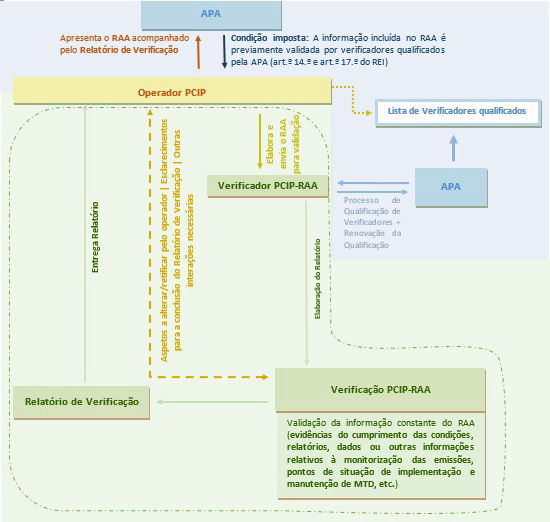 APA
Apresenta o RAA acompanhado
pelo Relatório de Verificação
Condição imposta: A informação incluída no RAA é
previamente validada por verificadores qualificados
pela APA (art.º 14.º e art.º 17.º do REI)
Operador PCIP
Lista de Verificadores qualificados
Elabora e
envia o RAA
para validação
Verificador PCIP-RAA
APA
Processo de
Qualificação de
Verificadores +
Renovação da
Qualificação
Entrega Relatório
Aspetos a alterar/retificar pelo operador | Esclarecimentos
para a conclusão do Relatório de Verificação | Outras
interações necessárias
Elaboração do Relatório
Relatório de Verificação
Verificação PCIP-RAA
Validação da informação constante do RAA
(evidências do cumprimento das condições,
relatórios, dados ou outras informações
relativos à monitorização das emissões,
pontos de situação de implementação e
manutenção de MTD, etc.)